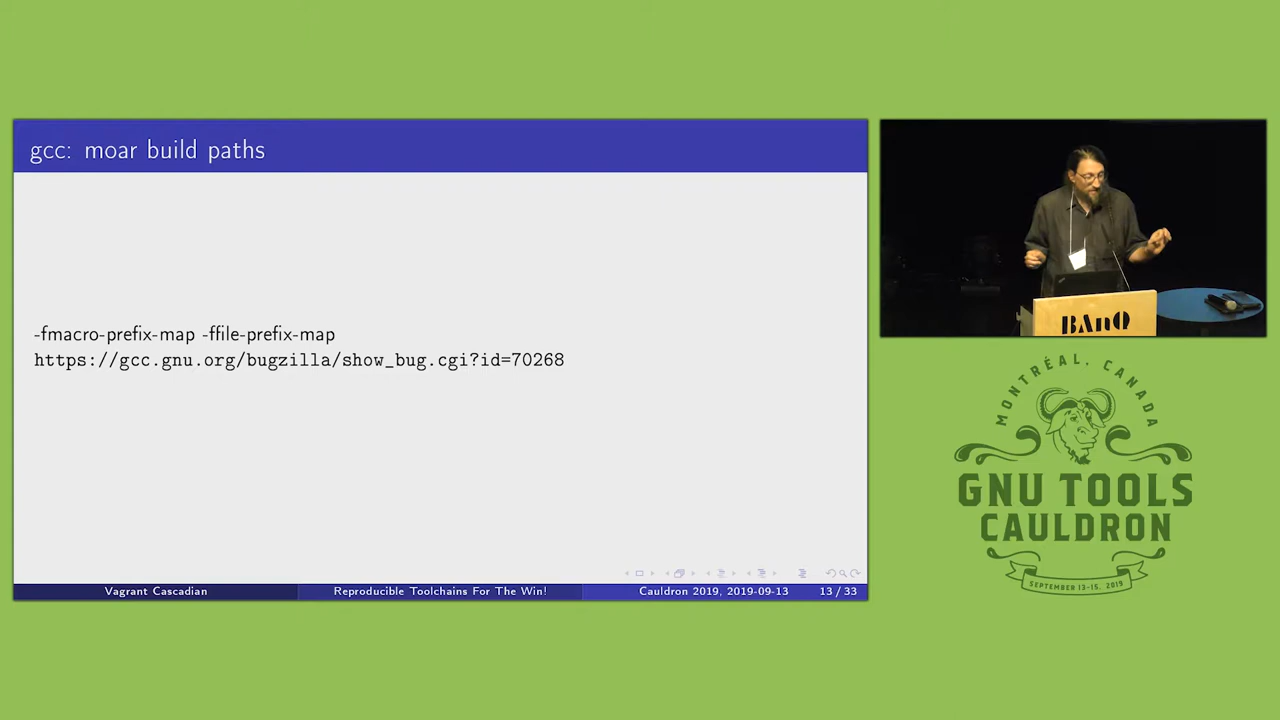 gcc: moar build paths
-fmacro-prefix-map -ffile-prefix-map
https://gcc.gnu.org/bugzilla/show_bug.cgi?id=70268
Vagrant Cascadian
Reproducible Toolchains For The Win!
Cauldron 2019, 2019-09-13
13 / 33
BAnQ
MONTRÉAL, CANADA
GNU TOOLS
CAULDRON
SEPTEMBER 13-15, 2019